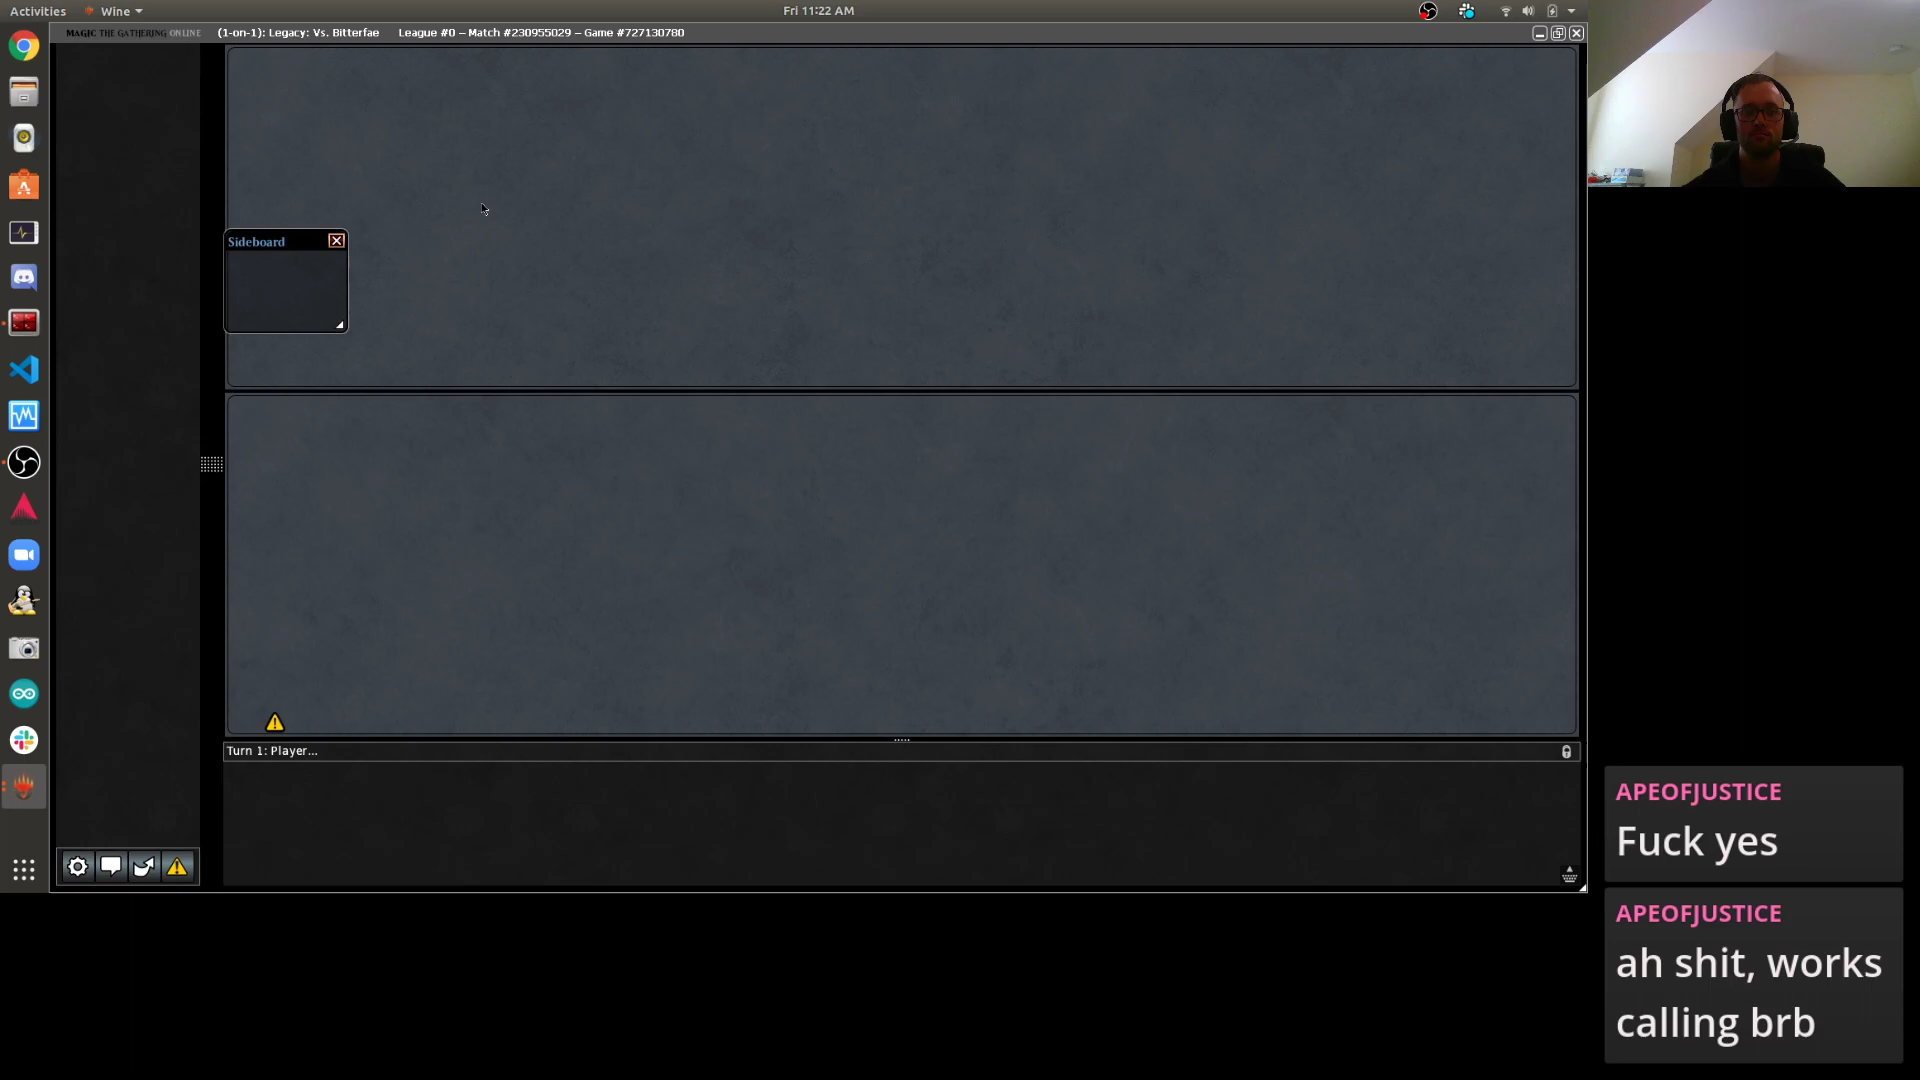 Activities
Wine
Fri 11:22 AM
MAGIC THE GATHERING ONLINE
(1-on-1): Legacy: Vs. Bitterfae
League #0 – Match #230955029 – Game #727130780
Sideboard
Turn 1: Player...
APEOFJUSTICE
Fuck yes
APEOFJUSTICE
ah shit, works
calling brb